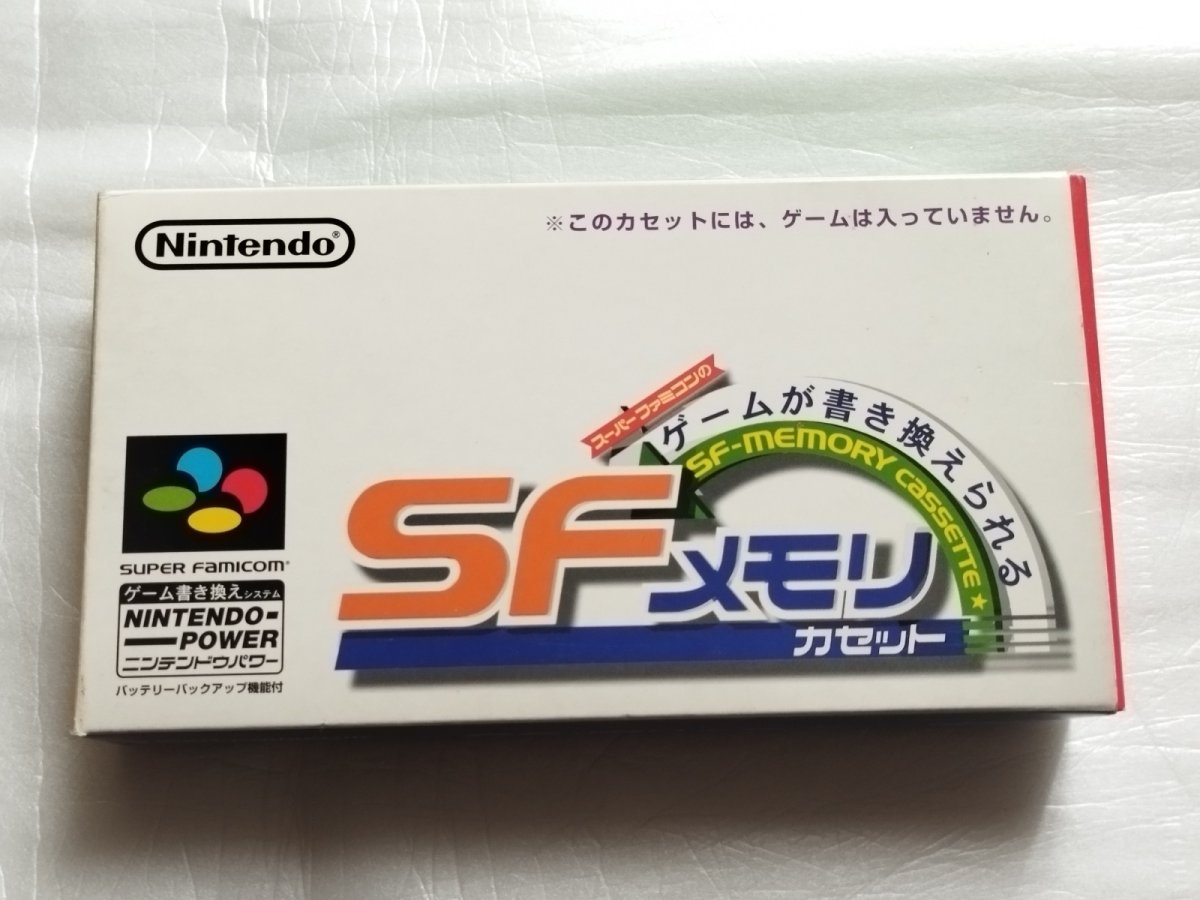 Nintendo®
※このカセットには、ゲームは入っていません。
スーパーファミコンの
ゲームが書き換えられる
SF-MEMORY CASSETTE★
SFメモリ
カセット
SUPER FAMICOM®
ゲーム書き換えシステム
NINTENDO-
POWER
ニンテンドウパワー
バッテリーバックアップ機能付